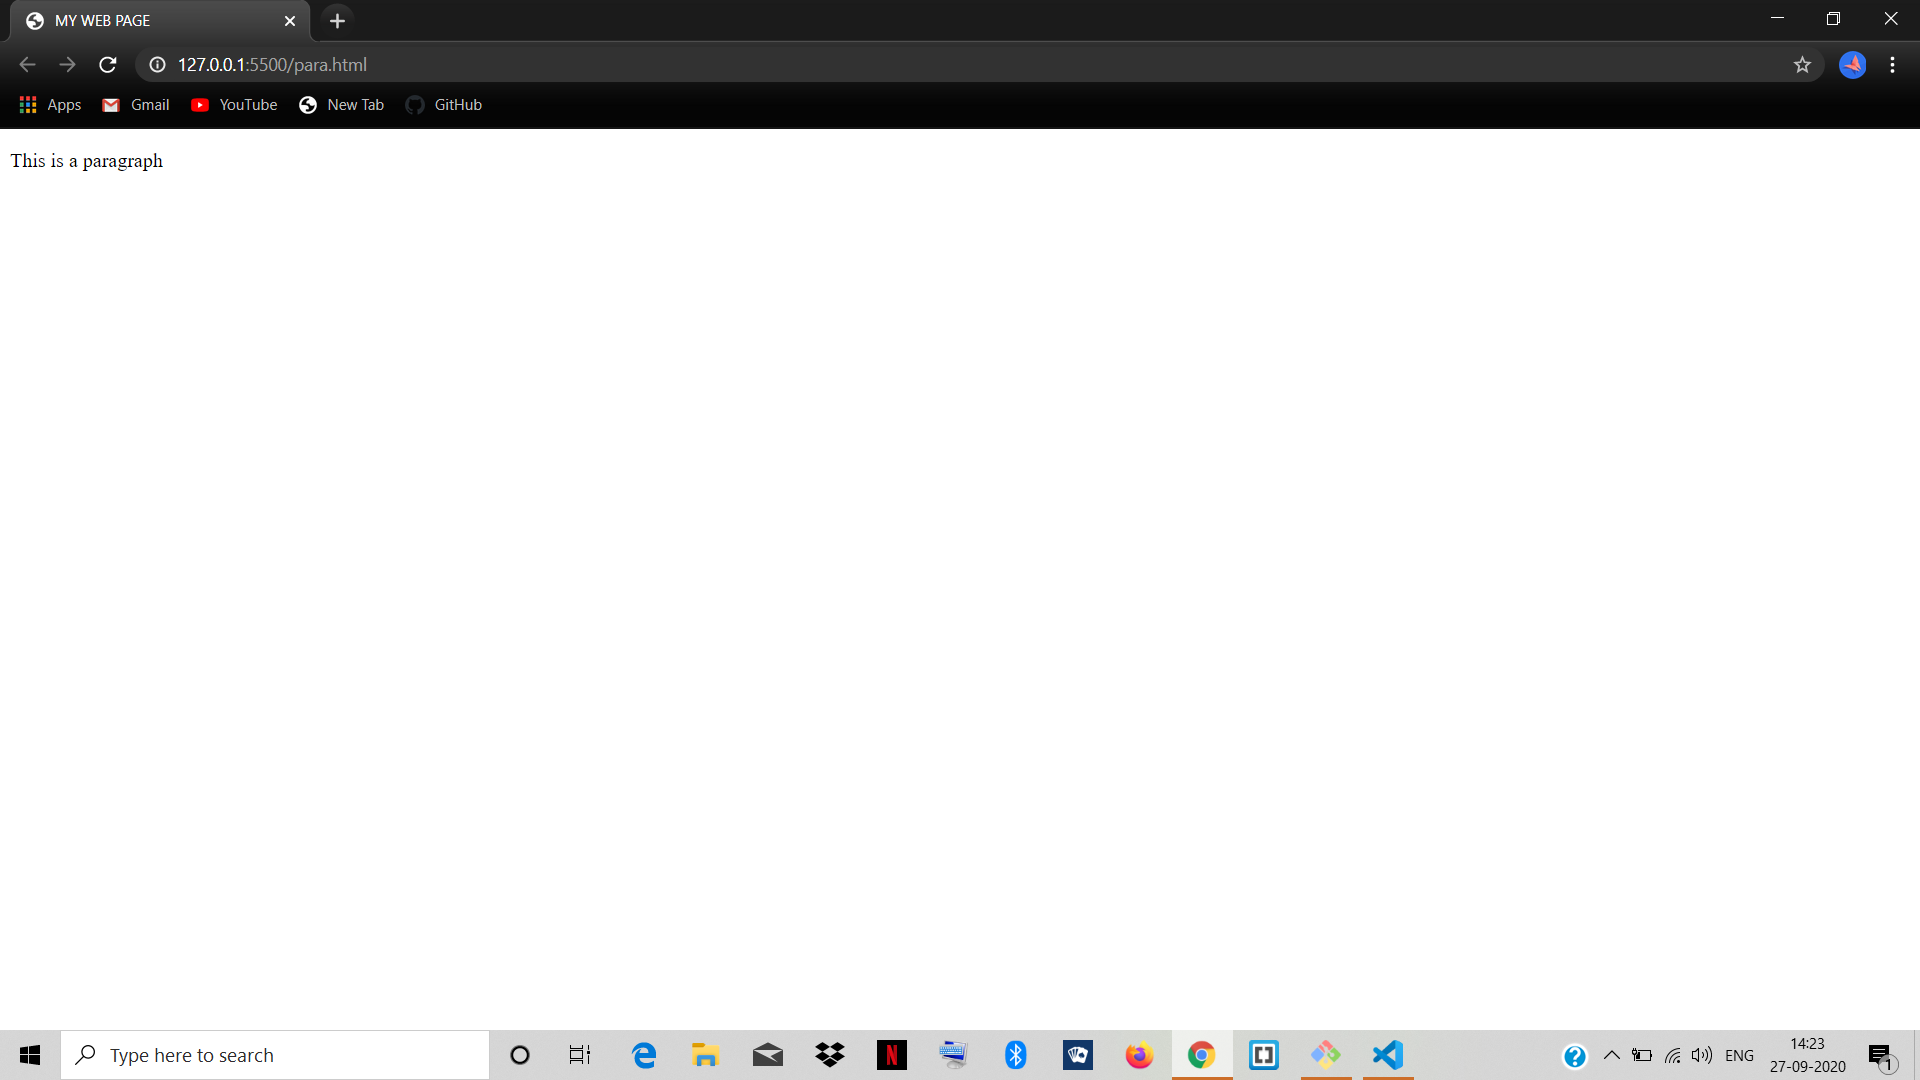 MY WEB PAGE
127.0.0.1:5500/para.html
Apps Gmail YouTube New Tab GitHub
This is a paragraph
Type here to search
ENG
14:23
27-09-2020
1